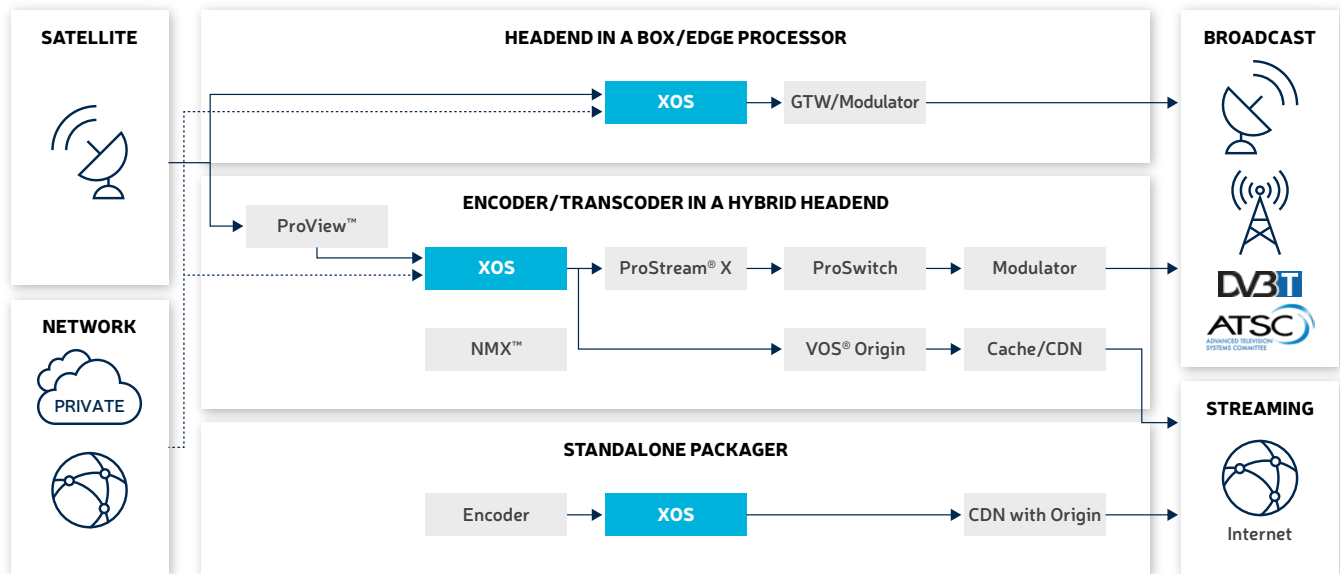 SATELLITE
NETWORK
PRIVATE
HEADEND IN A BOX/EDGE PROCESSOR
XOS
GTW/Modulator
ENCODER/TRANSCODER IN A HYBRID HEADEND
ProView™
XOS
ProStream® X
ProSwitch
Modulator
NMX™
VOS® Origin
Cache/CDN
STANDALONE PACKAGER
Encoder
XOS
CDN with Origin
BROADCAST
DVB T
ATSC
ADVANCED TELEVISION
SYSTEMS COMMITTEE
STREAMING
Internet